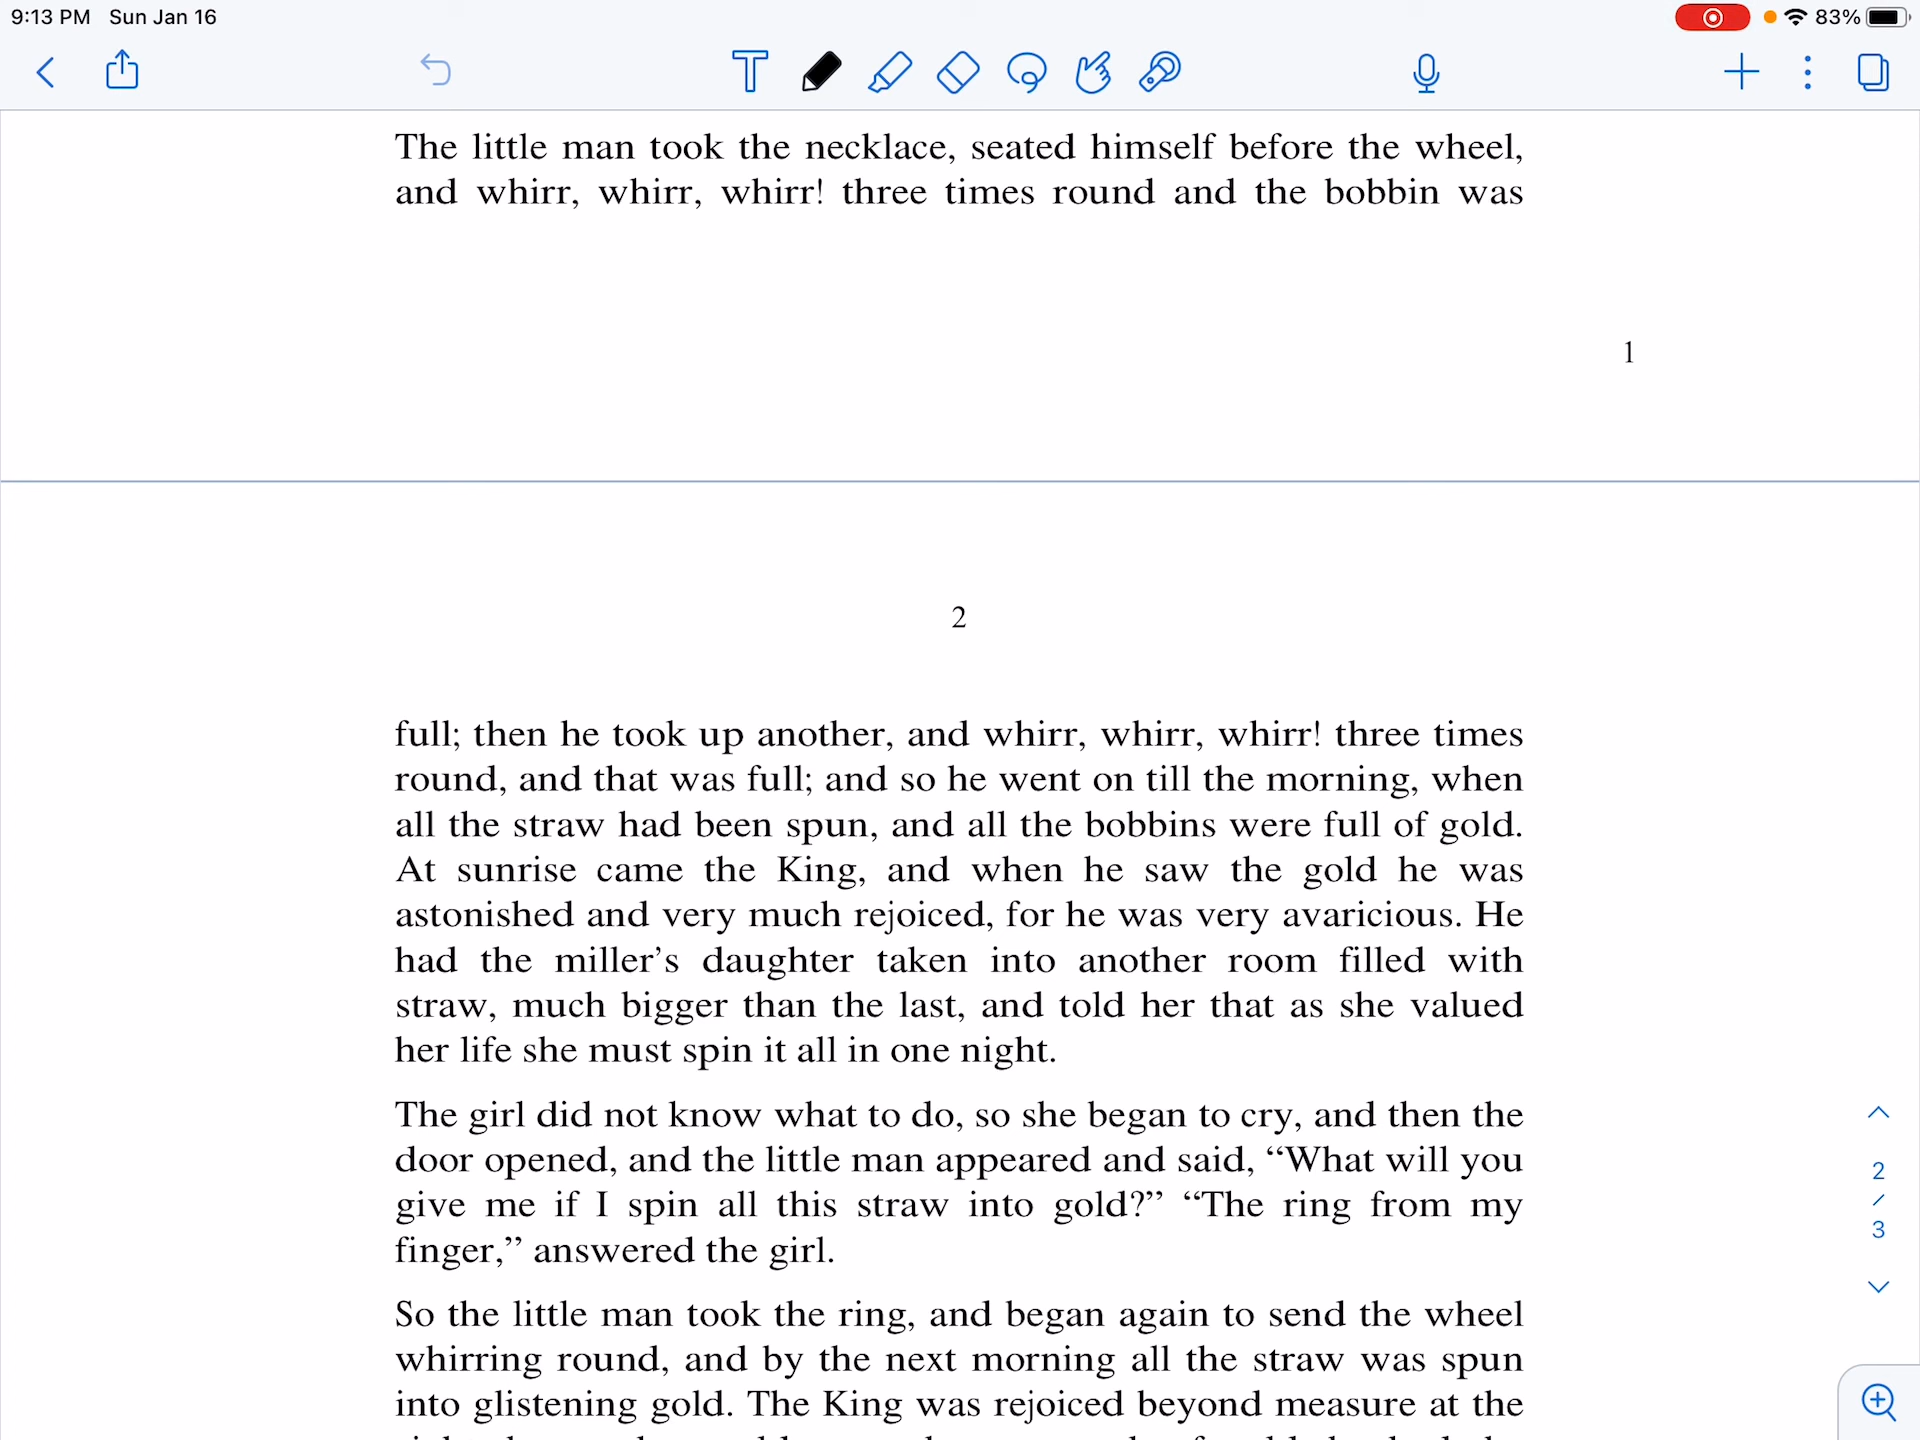 9:13 PM Sun Jan 16
83%
The little man took the necklace, seated himself before the wheel,
and whirr, whirr, whirr! three times round and the bobbin was
1
2
full; then he took up another, and whirr, whirr, whirr! three times
round, and that was full; and so he went on till the morning, when
all the straw had been spun, and all the bobbins were full of gold.
At sunrise came the King, and when he saw the gold he was
astonished and very much rejoiced, for he was very avaricious. He
had the miller’s daughter taken into another room filled with
straw, much bigger than the last, and told her that as she valued
her life she must spin it all in one night.
The girl did not know what to do, so she began to cry, and then the
door opened, and the little man appeared and said, “What will you
give me if I spin all this straw into gold?” “The ring from my
finger,” answered the girl.
So the little man took the ring, and began again to send the wheel
whirring round, and by the next morning all the straw was spun
into glistening gold. The King was rejoiced beyond measure at the
2
/
3